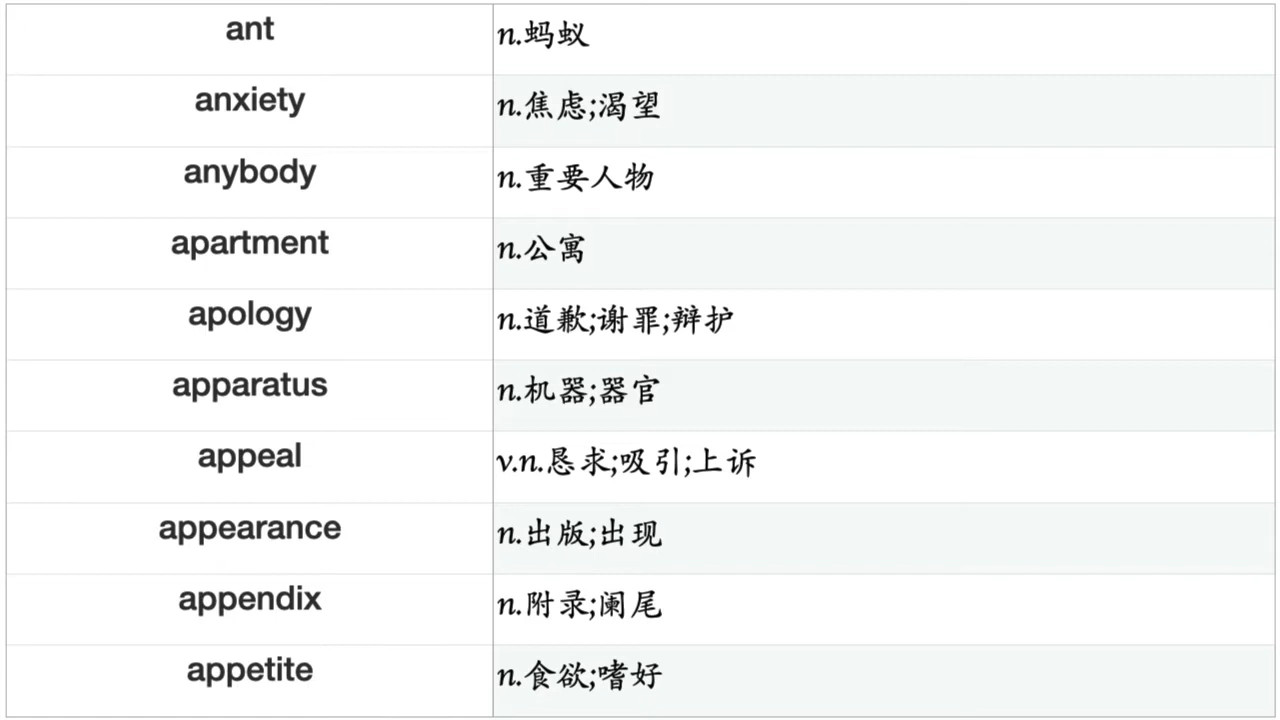 ant n.蚂蚁
anxiety n.焦虑;渴望
anybody n.重要人物
apartment n.公寓
apology n.道歉;谢罪;辩护
apparatus n.机器;器官
appeal v.n.恳求;吸引;上诉
appearance n.出版;出现
appendix n.附录;阑尾
appetite n.食欲;嗜好